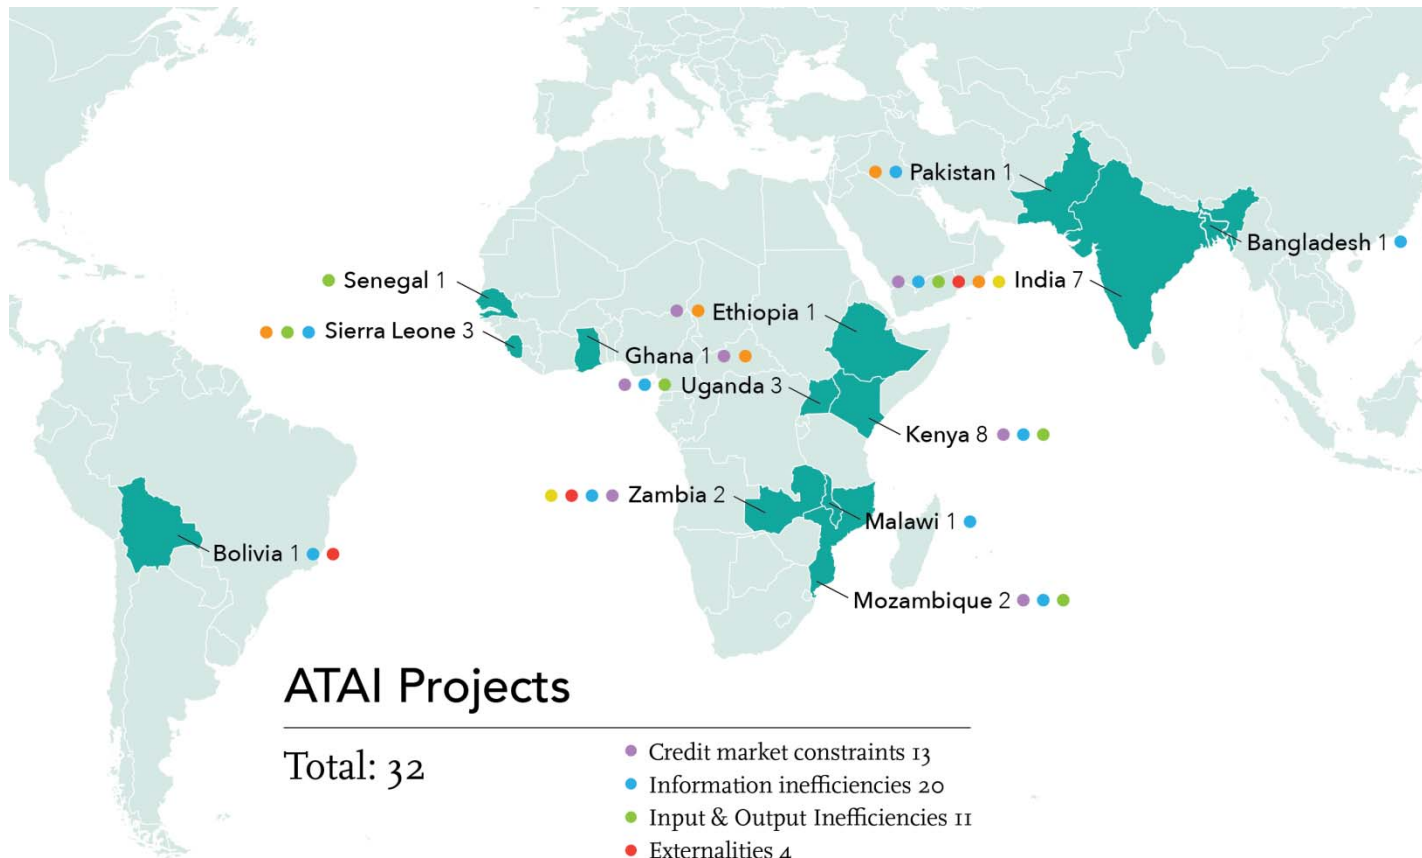 Pakistan 1
Bangladesh 1
India 7
Senegal 1
Ethiopia 1
Sierra Leone 3
Ghana 1
Uganda 3
Kenya 8
Zambia 2
Malawi 1
Bolivia 1
Mozambique 2
ATAI Projects
Total: 32
Credit market constraints 13
Information inefficiencies 20
Input & Output Inefficiencies 11
Externalities 4